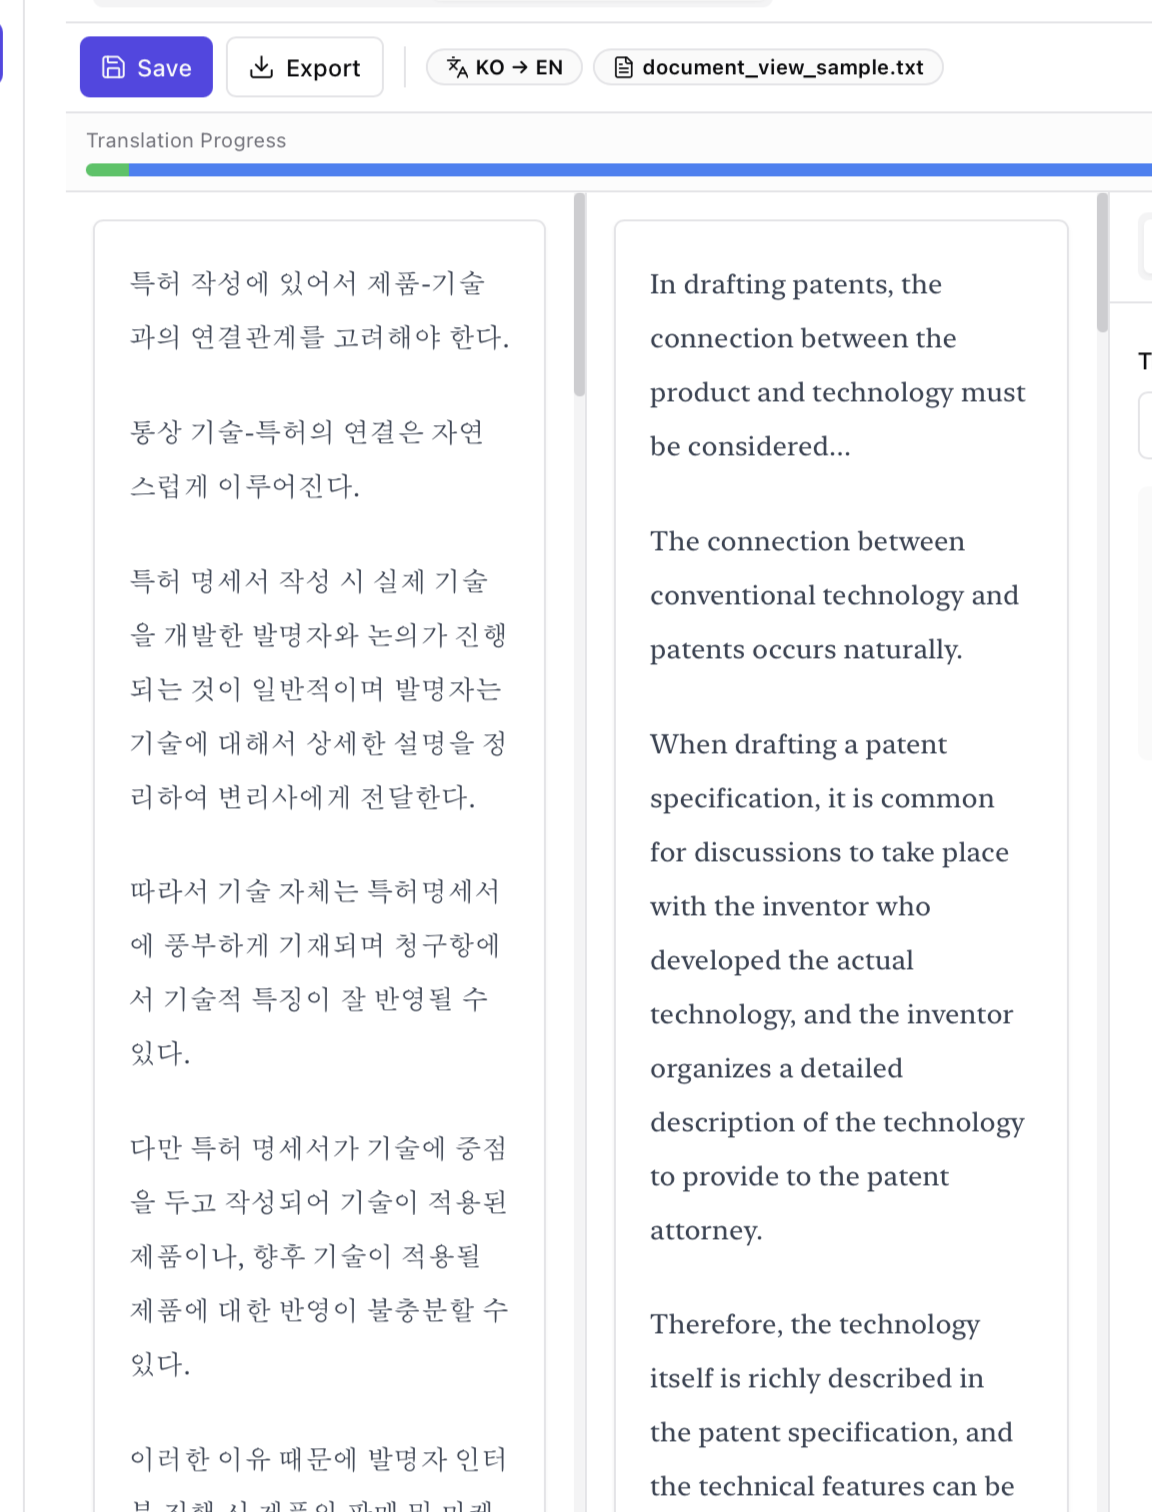 Save
Export
KO → EN
document_view_sample.txt
Translation Progress
특허 작성에 있어서 제품-기술
과의 연결관계를 고려해야 한다.
통상 기술-특허의 연결은 자연
스럽게 이루어진다.
특허 명세서 작성 시 실제 기술
을 개발한 발명자와 논의가 진행
되는 것이 일반적이며 발명자는
기술에 대해서 상세한 설명을 정
리하여 변리사에게 전달한다.
따라서 기술 자체는 특허명세서
에 풍부하게 기재되며 청구항에
서 기술적 특징이 잘 반영될 수
있다.
다만 특허 명세서가 기술에 중점
을 두고 작성되어 기술이 적용된
제품이나, 향후 기술이 적용될
제품에 대한 반영이 불충분할 수
있다.
이러한 이유 때문에 발명자 인터
In drafting patents, the
connection between the
product and technology must
be considered...
The connection between
conventional technology and
patents occurs naturally.
When drafting a patent
specification, it is common
for discussions to take place
with the inventor who
developed the actual
technology, and the inventor
organizes a detailed
description of the technology
to provide to the patent
attorney.
Therefore, the technology
itself is richly described in
the patent specification, and
the technical features can be